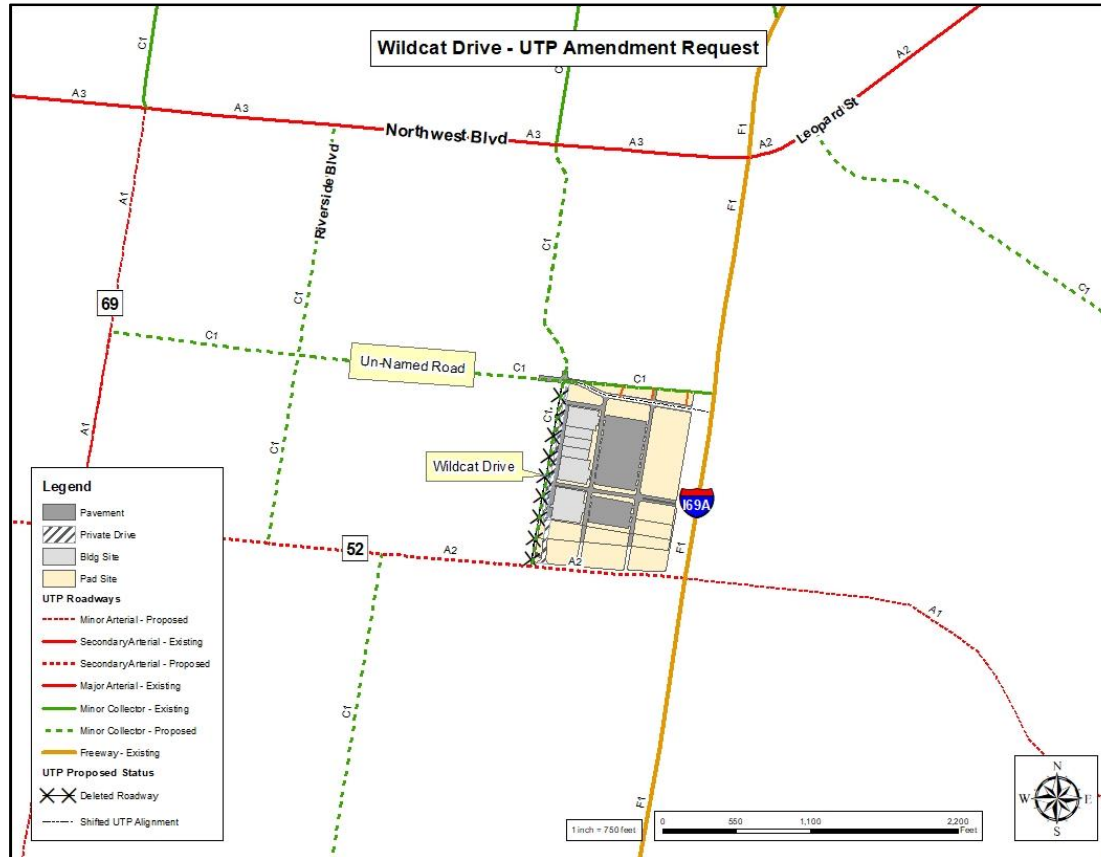 Wildcat Drive - UTP Amendment Request
C1
C
A2
A3
A3
Northwest Blvd
A3
A3
A2
Leopard St
F1
A1
Riverside Blvd
C1
F1
C1
69
C1
C1
Un-Named Road
C1
C1
C1
A1
C1
Wildcat Drive
I69A
52
A2
A2
F1
A1
C1
F1
Legend
Pavement
Private Drive
Bldg Site
Pad Site
UTP Roadways
Minor Arterial - Proposed
Secondary Arterial - Existing
Secondary Arterial - Proposed
Major Arterial - Existing
Minor Collector - Existing
Minor Collector - Proposed
Freeway - Existing
UTP Proposed Status
Deleted Roadway
Shifted UTP Alignment
1 inch = 750 feet
0 550 1,100 2,200
Feet
N
W E
S